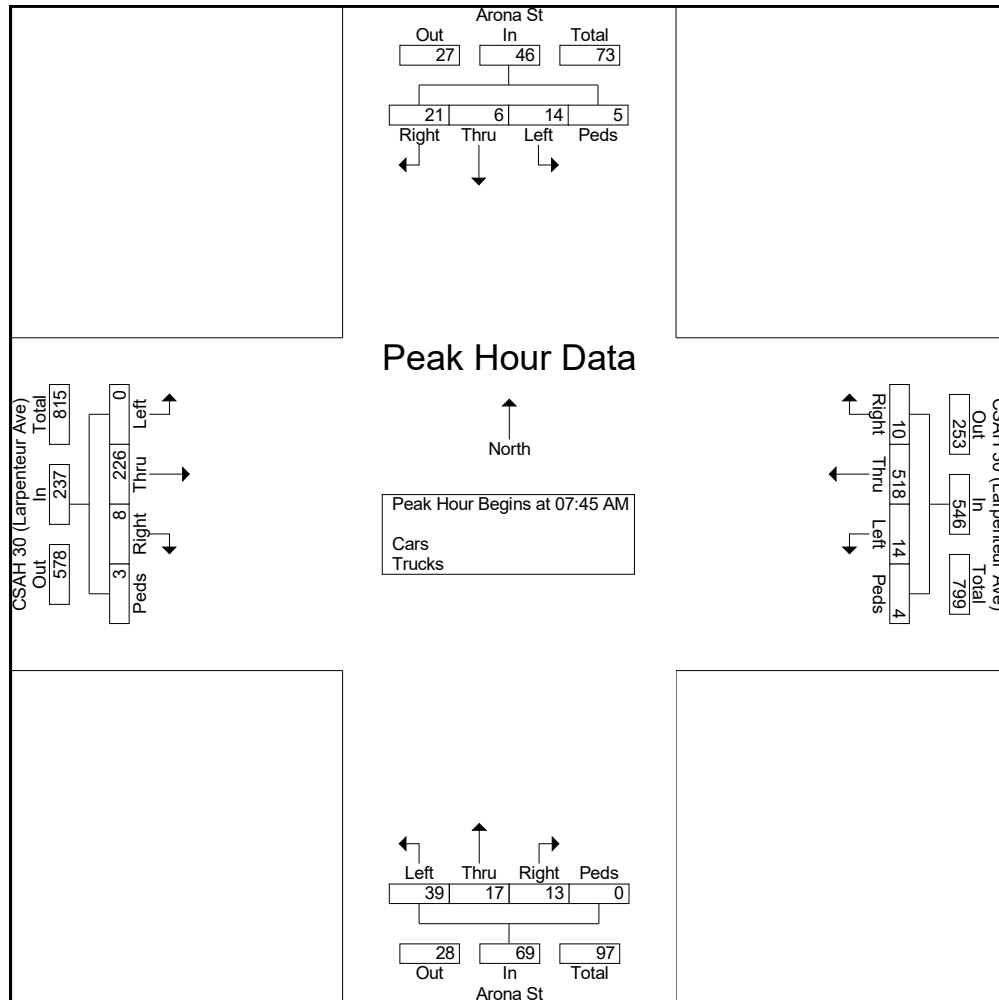 Arona St
Out In Total
27 46 73
21 6 14 5
Right Thru Left Peds
Peak Hour Data
North
Peak Hour Begins at 07:45 AM
Cars
Trucks
CSAH 30 (Larpenteur Ave)
Total In Out
815 237 578
0 226 8 3
Left Thru Right Peds
CSAH 30 (Larpenteur Ave)
Out In Total
253 546 799
10 518 14 4
Right Thru Left Peds
Left Thru Right Peds
39 17 13 0
28 69 97
Out In Total
Arona St